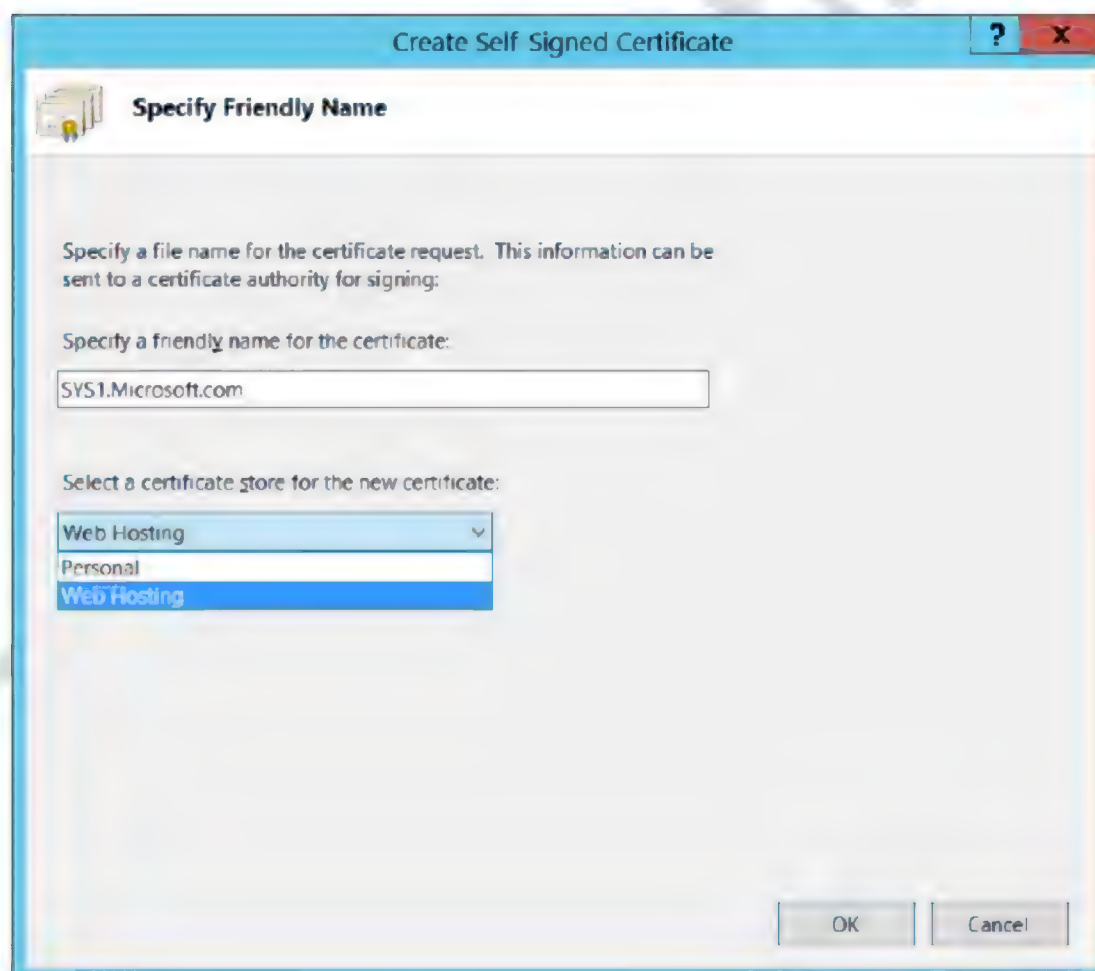 Create Self Signed Certificate
? x
Specify Friendly Name
Specify a file name for the certificate request. This information can be
sent to a certificate authority for signing:
Specify a friendly name for the certificate:
SYS1.Microsoft.com
Select a certificate store for the new certificate:
Web Hosting
Personal
Web Hosting
OK Cancel